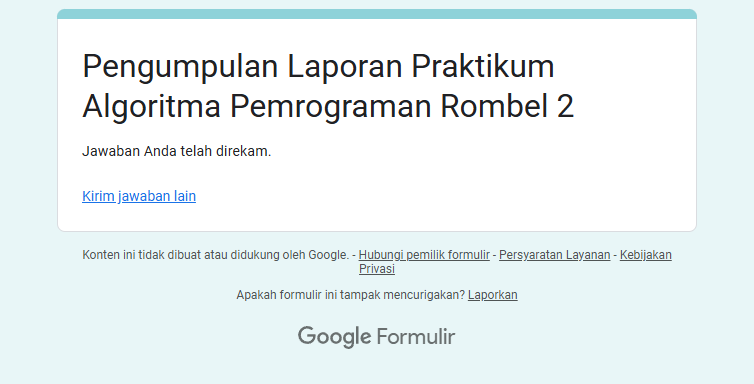 Pengumpulan Laporan Praktikum
Algoritma Pemrograman Rombel 2
Jawaban Anda telah direkam.
Kirim jawaban lain
Konten ini tidak dibuat atau didukung oleh Google. - Hubungi pemilik formulir - Persyaratan Layanan - Kebijakan
Privasi
Apakah formulir ini tampak mencurigakan? Laporkan
Google Formulir